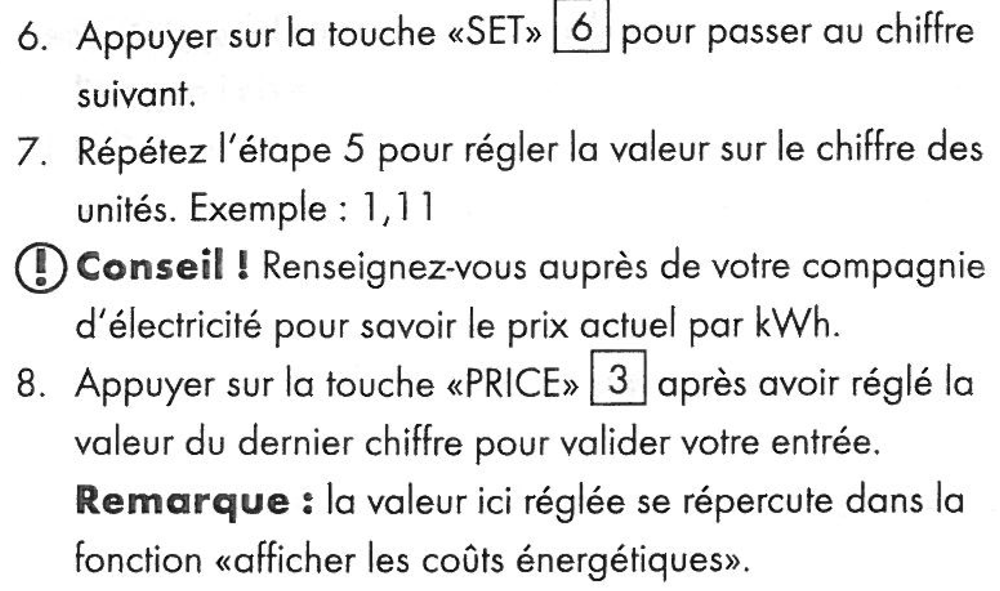 6. Appuyer sur la touche «SET» 6 pour passer au chiffre
suivant.
7. Répétez l'étape 5 pour régler la valeur sur le chiffre des
unités. Exemple : 1,11
! Conseil ! Renseignez-vous auprès de votre compagnie
d'électricité pour savoir le prix actuel par kWh.
8. Appuyer sur la touche «PRICE» 3 après avoir réglé la
valeur du dernier chiffre pour valider votre entrée.
Remarque : la valeur ici réglée se répercute dans la
fonction «afficher les coûts énergétiques».